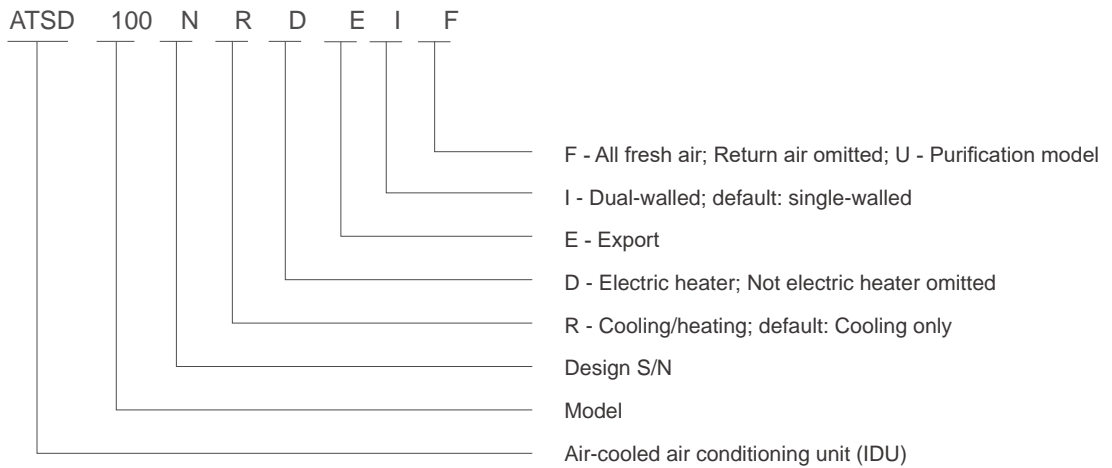 ATSD 100 N R D E I F
F - All fresh air; Return air omitted; U - Purification model
I - Dual-walled; default: single-walled
E - Export
D - Electric heater; Not electric heater omitted
R - Cooling/heating; default: Cooling only
Design S/N
Model
Air-cooled air conditioning unit (IDU)